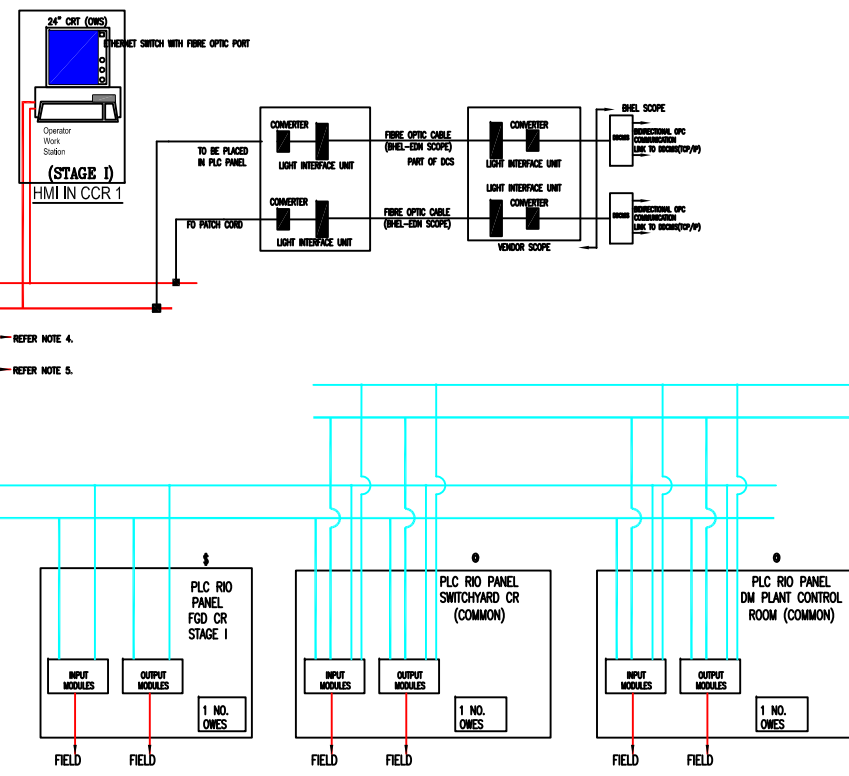 24" CRT (OWS)
ETHERNET SWITCH WITH FIBRE OPTIC PORT
Operator
Work
Station
(STAGE I)
HMI IN CCR 1
TO BE PLACED
IN PLC PANEL
FO PATCH CORD
CONVERTER
LIGHT INTERFACE UNIT
CONVERTER
LIGHT INTERFACE UNIT
FIBRE OPTIC CABLE
(BHEL-EDN SCOPE)
PART OF DCS
FIBRE OPTIC CABLE
(BHEL-EDN SCOPE)
CONVERTER
LIGHT INTERFACE UNIT
LIGHT INTERFACE UNIT
CONVERTER
VENDOR SCOPE
BHEL SCOPE
DDCMIS
BIDIRECTIONAL OPC
COMMUNICATION
LINK TO DDCMIS(TCP/IP)
DDCMIS
BIDIRECTIONAL OPC
COMMUNICATION
LINK TO DDCMIS(TCP/IP)
REFER NOTE 4.
REFER NOTE 5.
$
PLC RIO
PANEL
FGD CR
STAGE I
INPUT
MODULES
OUTPUT
MODULES
1 NO.
OWES
FIELD
FIELD
@
PLC RIO PANEL
SWITCHYARD CR
(COMMON)
INPUT
MODULES
OUTPUT
MODULES
1 NO.
OWES
FIELD
FIELD
@
PLC RIO PANEL
DM PLANT CONTROL
ROOM (COMMON)
INPUT
MODULES
OUTPUT
MODULES
1 NO.
OWES
FIELD
FIELD